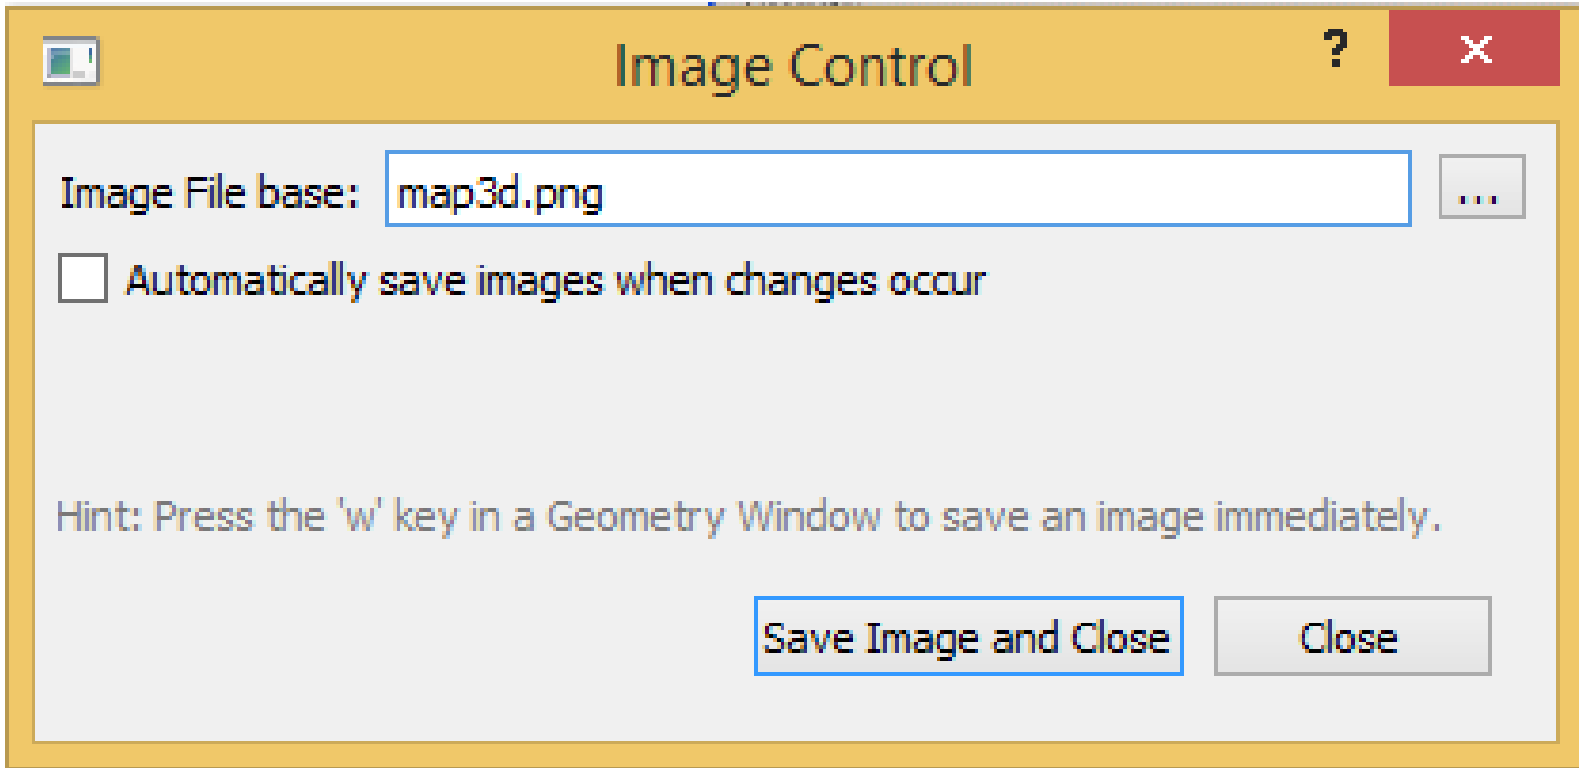 Image Control
?
Image File base: map3d.png ...
Automatically save images when changes occur
Hint: Press the 'w' key in a Geometry Window to save an image immediately.
Save Image and Close Close